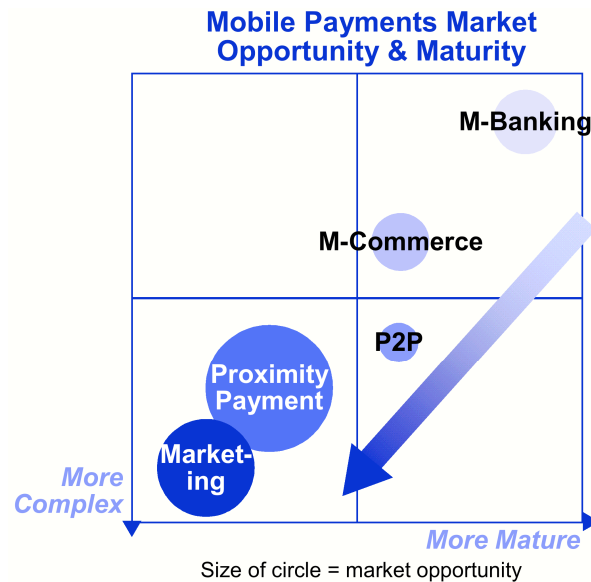 Mobile Payments Market
Opportunity & Maturity
M-Banking
M-Commerce
P2P
Proximity
Payment
Market-
ing
More
Complex
More Mature
Size of circle = market opportunity